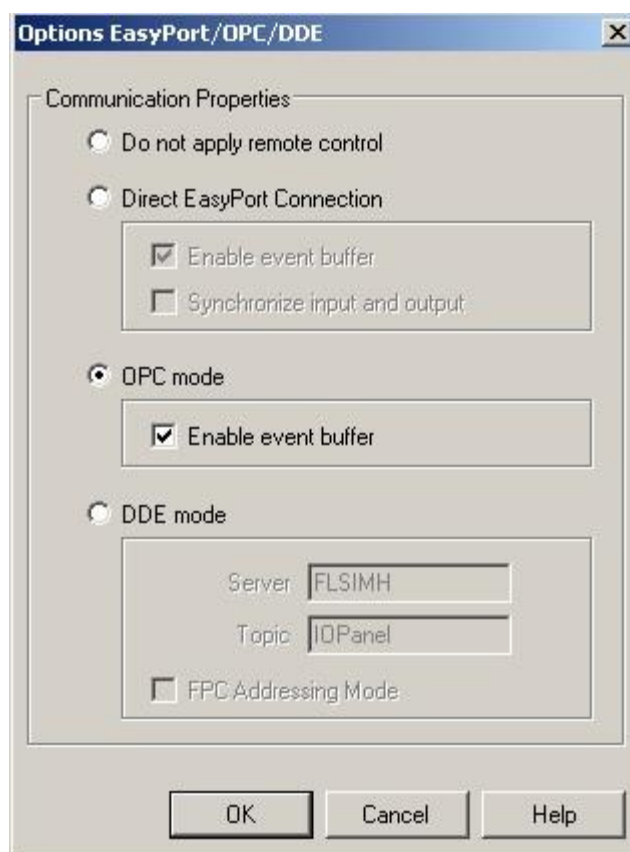 Options EasyPort/OPC/DDE
Communication Properties
Do not apply remote control
Direct EasyPort Connection
Enable event buffer
Synchronize input and output
OPC mode
Enable event buffer
DDE mode
Server FLSIMH
Topic IOPanel
FPC Addressing Mode
OK Cancel Help